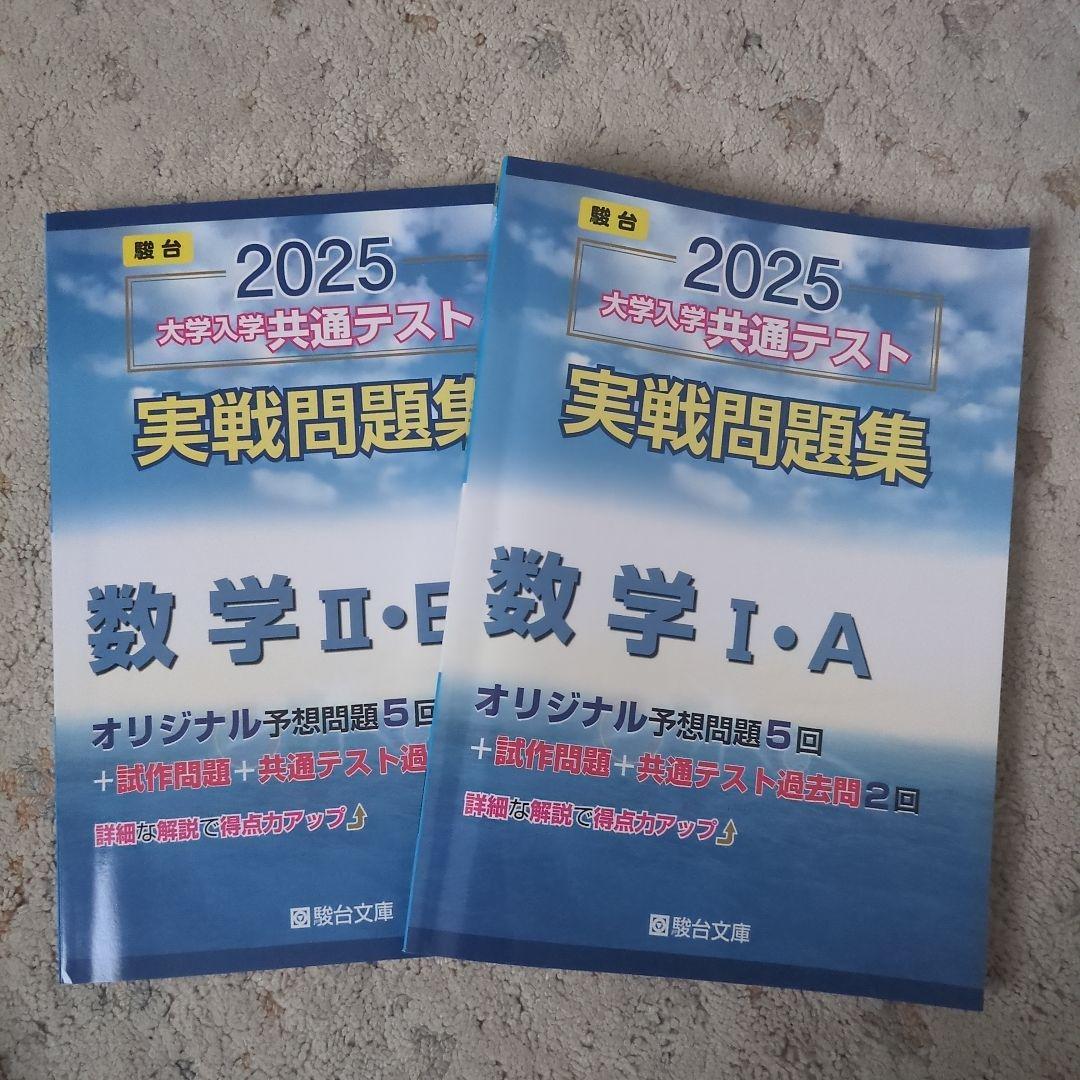 駿台
2025
大学入学共通テスト
実戦問題集
数学Ⅱ・B
オリジナル予想問題5回
+試作問題+共通テスト過
詳細な解説で得点力アップ
駿台文庫
駿台
2025
大学入学共通テスト
実戦問題集
数学Ⅰ・A
オリジナル予想問題5回
+試作問題+共通テスト過去問2回
詳細な解説で得点力アップ
駿台文庫